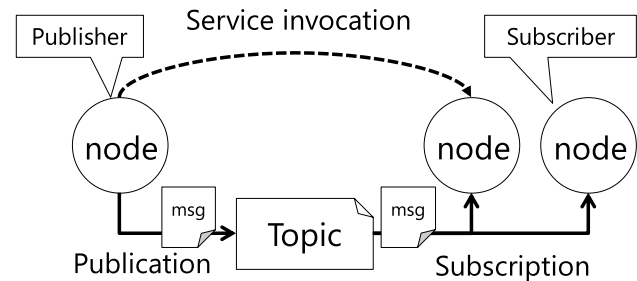 Service invocation
Publisher
Subscriber
node
node
node
msg
msg
Topic
Publication
Subscription